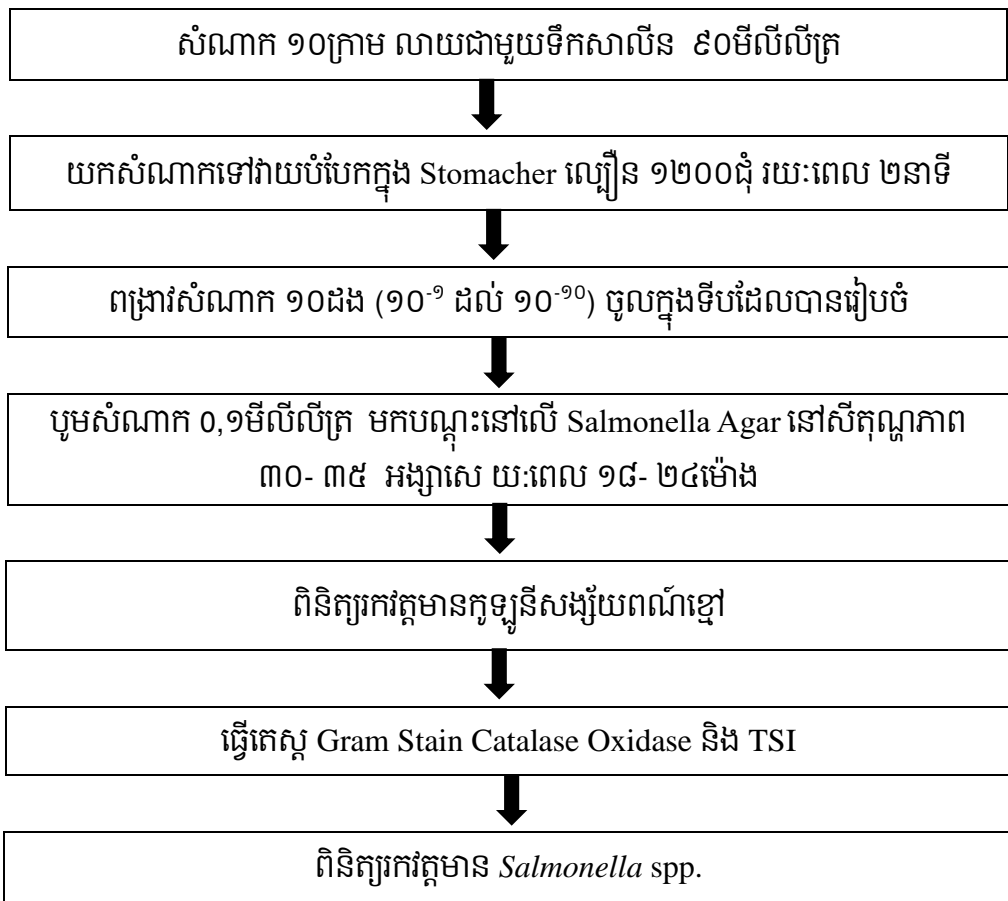 សំណាក ១០ក្រាម លាយជាមួយទឹកសាលីន ៩០មីលីលីត្រ
យកសំណាកទៅវាយបំបែកក្នុង Stomacher ល្បឿន ១២០០ជុំ រយៈពេល ២នាទី
ពង្រាវសំណាក ១០ដង (១០⁻¹ ដល់ ១០⁻¹⁰) ចូលក្នុងទីបដែលបានរៀបចំ
បូមសំណាក ០,១មីលីលីត្រ មកបណ្តុះនៅលើ Salmonella Agar នៅសីតុណ្ហភាព
៣០- ៣៥ អង្សាសេ យ:ពេល ១៨- ២៤ម៉ោង
ពិនិត្យរកវត្តមានកូឡូនីសង្ស័យពណ៍ខ្មៅ
ធ្វើតេស្ត Gram Stain Catalase Oxidase និង TSI
ពិនិត្យរកវត្តមាន Salmonella spp.